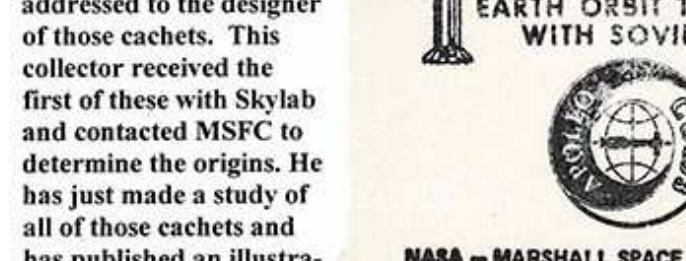 addressed to the designer
of those cachets. This
collector received the
first of these with Skylab
and contacted MSFC to
determine the origins. He
has just made a study of
all of those cachets and
has published an illustra-
EARTH ORBIT
WITH SOVI
APOLLO
NASA - MARSHALL SPACE